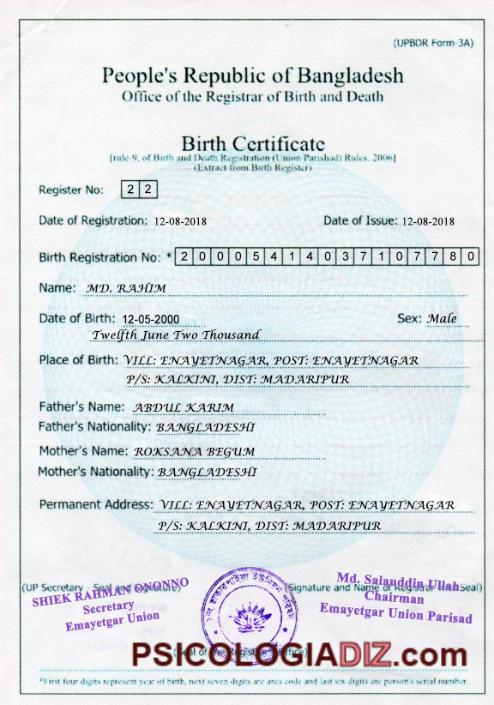 (UPBDR Form-3A)
People's Republic of Bangladesh
Office of the Registrar of Birth and Death
Birth Certificate
[rule-9, of Birth and Death Registration (Union Parishad) Rules, 2006]
(Extract from Birth Register)
Register No: 2 2
Date of Registration: 12-08-2018 Date of Issue: 12-08-2018
Birth Registration No: * 2 0 0 0 5 4 1 4 0 3 7 1 0 7 7 8 0
Name: MD. RAHIM
Date of Birth: 12-05-2000 Sex: Male
Twelfth June Two Thousand
Place of Birth: VILL: ENAYETNAGAR, POST: ENAYETNAGAR
P/S: KALKINI, DIST: MADARIPUR
Father's Name: ABDUL KARIM
Father's Nationality: BANGLADESHI
Mother's Name: ROKSANA BEGUM
Mother's Nationality: BANGLADESHI
Permanent Address: VILL: ENAYETNAGAR, POST: ENAYETNAGAR
P/S: KALKINI, DIST: MADARIPUR
(UP Secretary Seal and Signature) (Signature and Name of Registrar with Seal)
SHIEK RAHMAN ONONNO
Secretary
Emayetgar Union
Md. Salauddin Ullah
Chairman
Emayetgar Union Parisad
(Seal of the Registrar's Office)
PSICOLOGIADIZ.com
*First four digits represent year of birth, next seven digits are area code and last six digits are person's serial number.